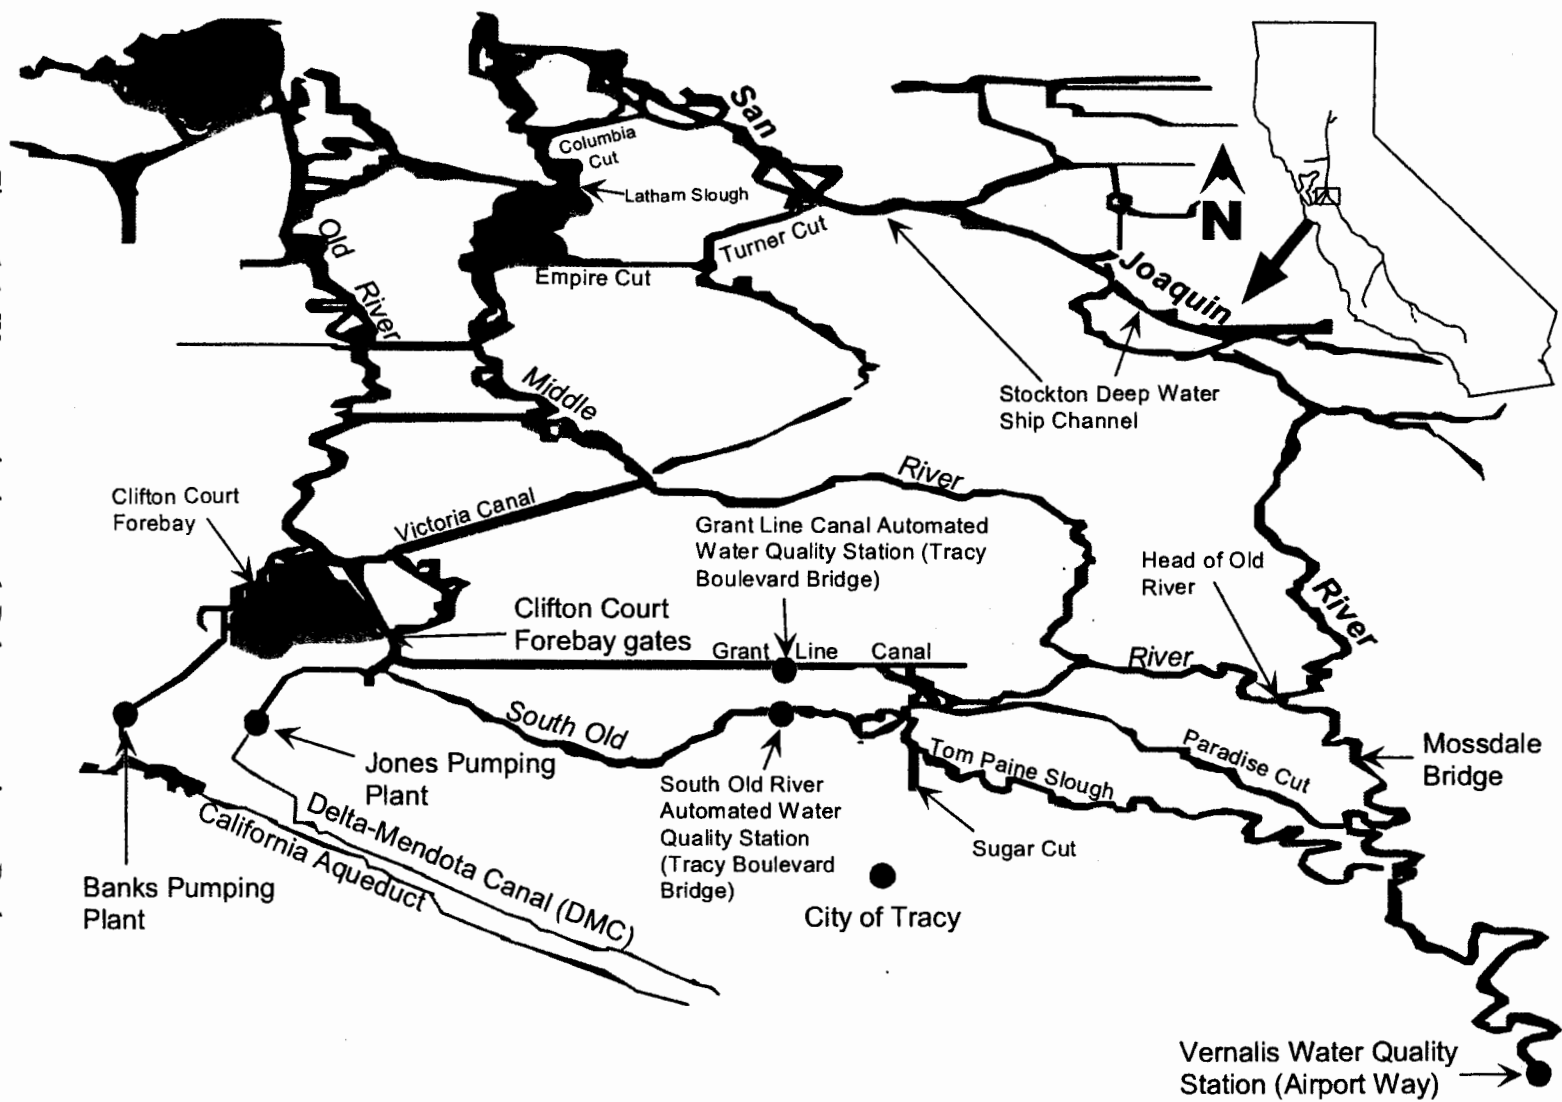 San
Columbia
Cut
Latham Slough
N
Old
River
Turner Cut
Empire Cut
Joaquin
Middle
Stockton Deep Water
Ship Channel
River
Clifton Court
Forebay
Victoria Canal
Grant Line Canal Automated
Water Quality Station (Tracy
Boulevard Bridge)
Head of Old
River
River
Clifton Court
Forebay gates
Grant Line Canal
River
South Old
Jones Pumping
Plant
South Old River
Automated Water
Quality Station
(Tracy Boulevard
Bridge)
Tom Paine Slough
Paradise Cut
Mossdale
Bridge
Sugar Cut
Delta-Mendota Canal (DMC)
California Aqueduct
Banks Pumping
Plant
City of Tracy
Vernalis Water Quality
Station (Airport Way)